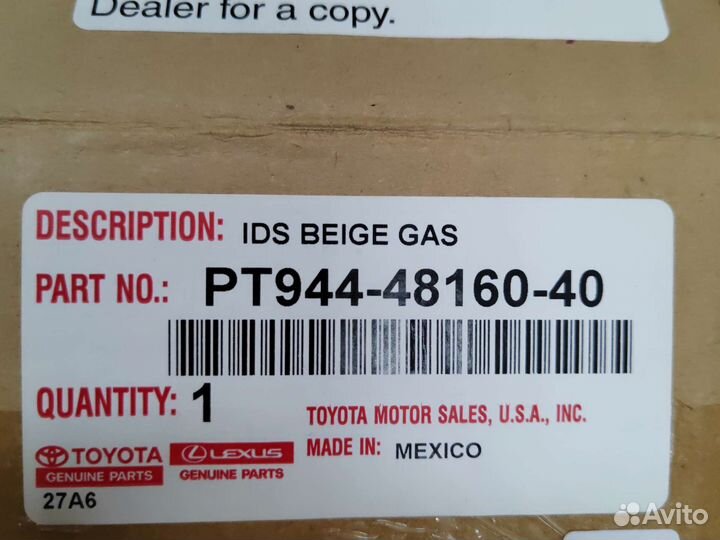 Dealer for a copy.
DESCRIPTION: IDS BEIGE GAS
PART NO.: PT944-48160-40
QUANTITY: 1
TOYOTA MOTOR SALES, U.S.A., INC.
MADE IN: MEXICO
TOYOTA
GENUINE PARTS
LEXUS
GENUINE PARTS
27A6
Avito